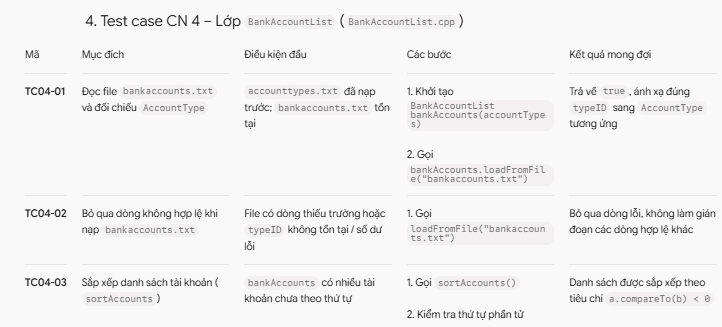 4. Test case CN 4 – Lớp BankAccountList ( BankAccountList.cpp )
Mã Mục đích Điều kiện đầu Các bước Kết quả mong đợi
TC04-01
Đọc file bankaccounts.txt
và đối chiếu AccountType
accounttypes.txt đã nạp
trước; bankaccounts.txt tồn
tại
1. Khởi tạo
BankAccountList
bankAccounts(accountType
s)
2. Gọi
bankAccounts.loadFromFil
e("bankaccounts.txt")
Trả về true , ánh xạ đúng
typeID sang AccountType
tương ứng
TC04-02
Bỏ qua dòng không hợp lệ khi
nạp bankaccounts.txt
File có dòng thiếu trường hoặc
typeID không tồn tại / số dư
lỗi
1. Gọi
loadFromFile("bankaccoun
ts.txt")
Bỏ qua dòng lỗi, không làm gián
đoạn các dòng hợp lệ khác
TC04-03
Sắp xếp danh sách tài khoản (
sortAccounts )
bankAccounts có nhiều tài
khoản chưa theo thứ tự
1. Gọi sortAccounts()
2. Kiểm tra thứ tự phần tử
Danh sách được sắp xếp theo
tiêu chí a.compareTo(b) < 0